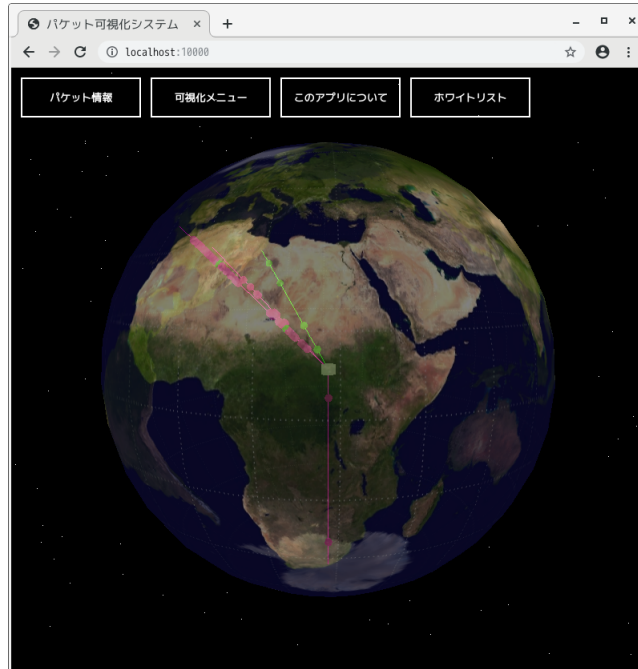 パケット可視化システム
localhost:10000
パケット情報
可視化メニュー
このアプリについて
ホワイトリスト